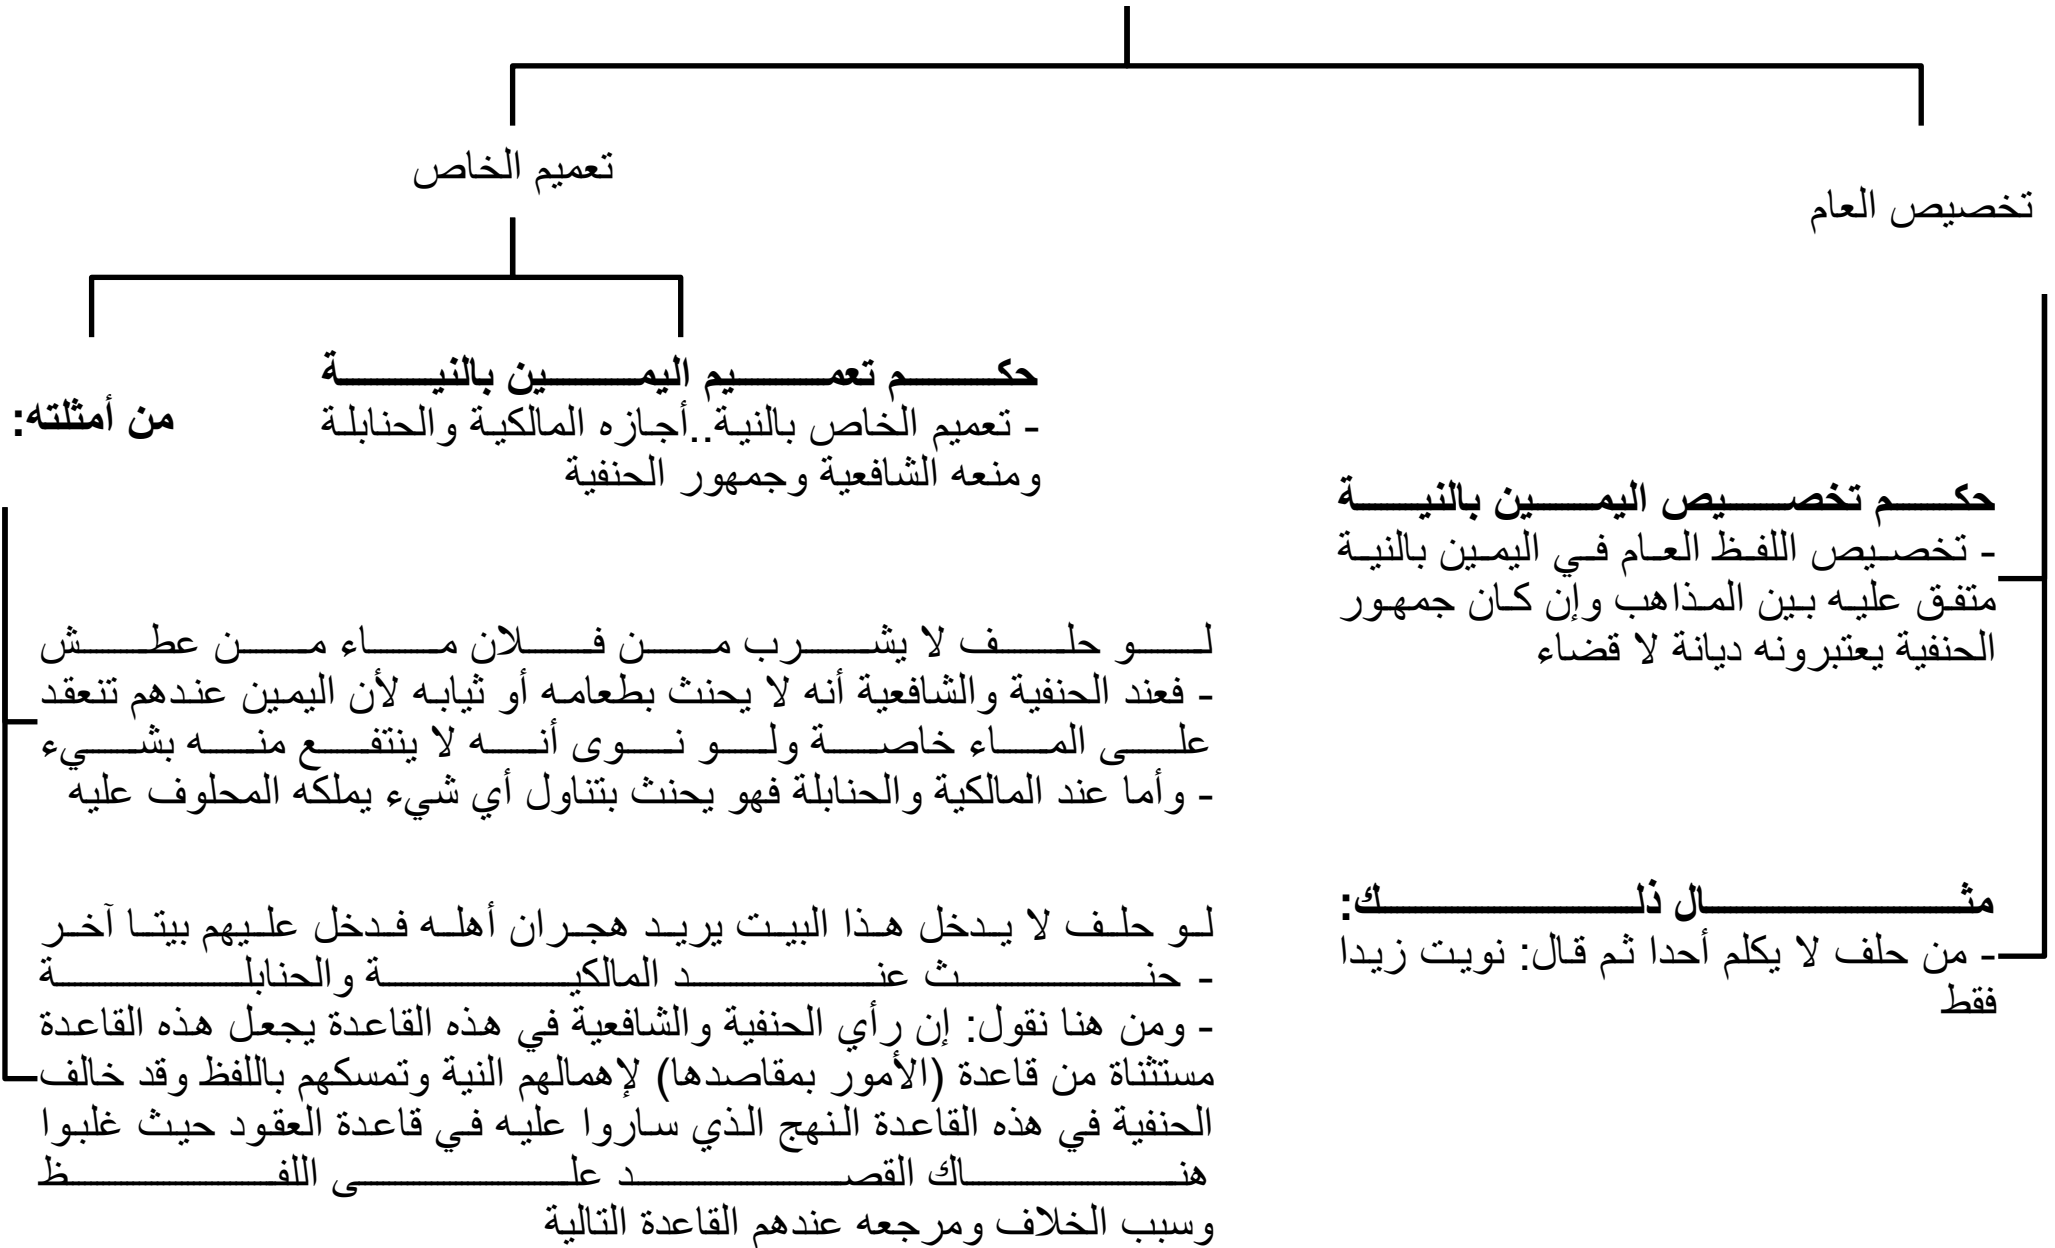 تخصيص العام
حكم تخصيص اليمين بالنية
- تخصيص اللفظ العام في اليمين بالنية
متفق عليه بين المذاهب وإن كان جمهور
الحنفية يعتبرونه ديانة لا قضاء
مثال ذلك:
- من حلف لا يكلم أحدا ثم قال: نويت زيدا
فقط
تعميم الخاص
حكم تعميم اليمين بالنية
- تعميم الخاص بالنية..أجازه المالكية والحنابلة
ومنعه الشافعية وجمهور الحنفية
من أمثلته:
لو حلف لا يشرب من فلان ماء من عطش
- فعند الحنفية والشافعية أنه لا يحنث بطعامه أو ثيابه لأن اليمين عندهم تنعقد
على الماء خاصة ولو نوى أنه لا ينتفع منه بشيء
- وأما عند المالكية والحنابلة فهو يحنث بتناول أي شيء يملكه المحلوف عليه
لو حلف لا يدخل هذا البيت يريد هجران أهله فدخل عليهم بيتا آخر
- حنث عند المالكية والحنابلة
- ومن هنا نقول: إن رأي الحنفية والشافعية في هذه القاعدة يجعل هذه القاعدة
مستثناة من قاعدة (الأمور بمقاصدها) لإهمالهم النية وتمسكهم باللفظ وقد خالف
الحنفية في هذه القاعدة النهج الذي ساروا عليه في قاعدة العقود حيث غلبوا
هناك القصد على اللفظ
وسبب الخلاف ومرجعه عندهم القاعدة التالية